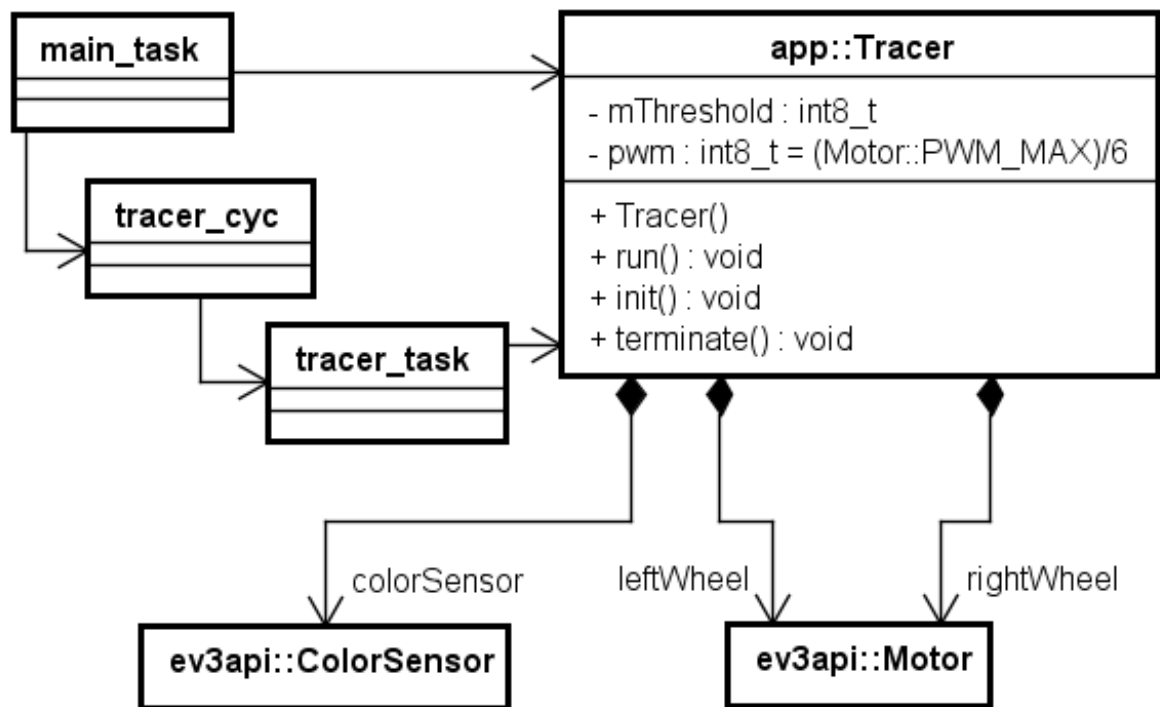 main_task
app::Tracer
- mThreshold : int8_t
- pwm : int8_t = (Motor::PWM_MAX)/6
tracer_cyc
+ Tracer()
+ run() : void
+ init() : void
+ terminate() : void
tracer_task
colorSensor
leftWheel
rightWheel
ev3api::ColorSensor
ev3api::Motor